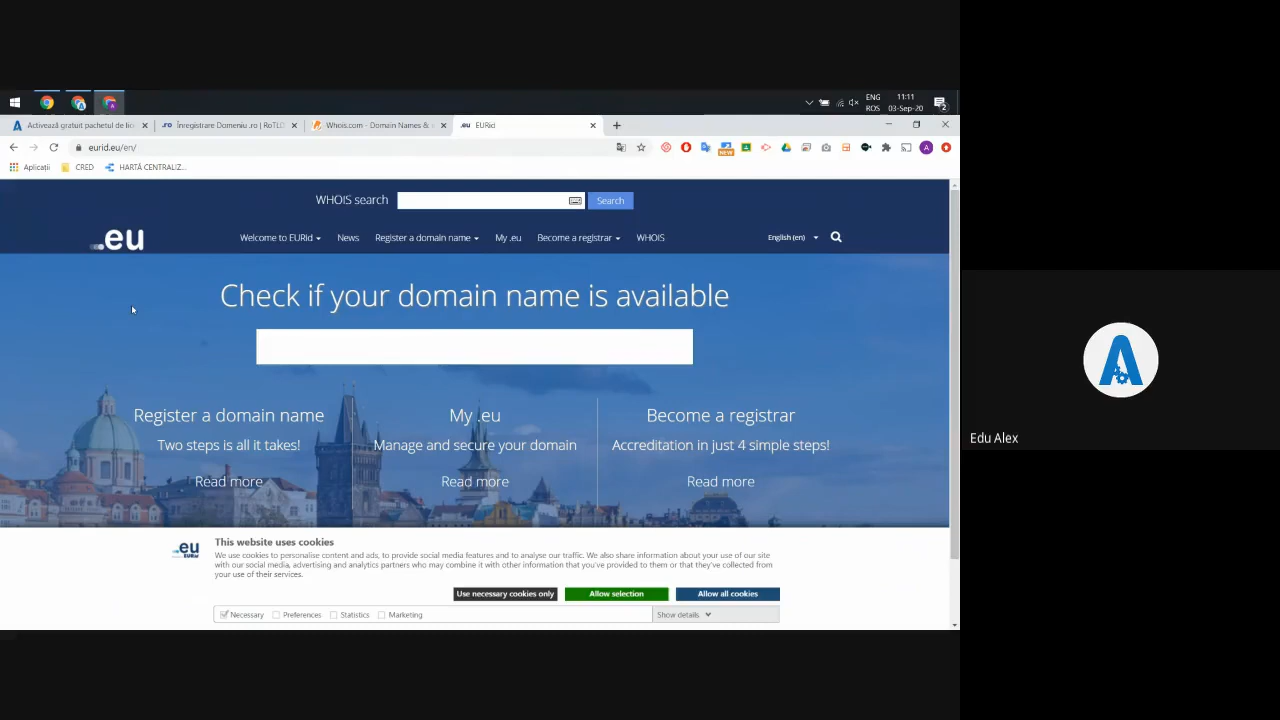 ENG
ROS
11:11
03-Sep-20
2
Activează gratuit pachetul de lic
Înregistrare Domeniu .ro | RoTLD
Whois.com - Domain Names &
.eu EURid
eurid.eu/en/
NEW
A
Aplicații
CRED
HARTĂ CENTRALIZ...
WHOIS search
Search
.eu
Welcome to EURid
News
Register a domain name
My .eu
Become a registrar
WHOIS
English (en)
Check if your domain name is available
Register a domain name
Two steps is all it takes!
Read more
My .eu
Manage and secure your domain
Read more
Become a registrar
Accreditation in just 4 simple steps!
Read more
.eu
EURid
This website uses cookies
We use cookies to personalise content and ads, to provide social media features and to analyse our traffic. We also share information about your use of our site
with our social media, advertising and analytics partners who may combine it with other information that you've provided to them or that they've collected from
your use of their services.
Use necessary cookies only
Allow selection
Allow all cookies
Necessary
Preferences
Statistics
Marketing
Show details
A
Edu Alex